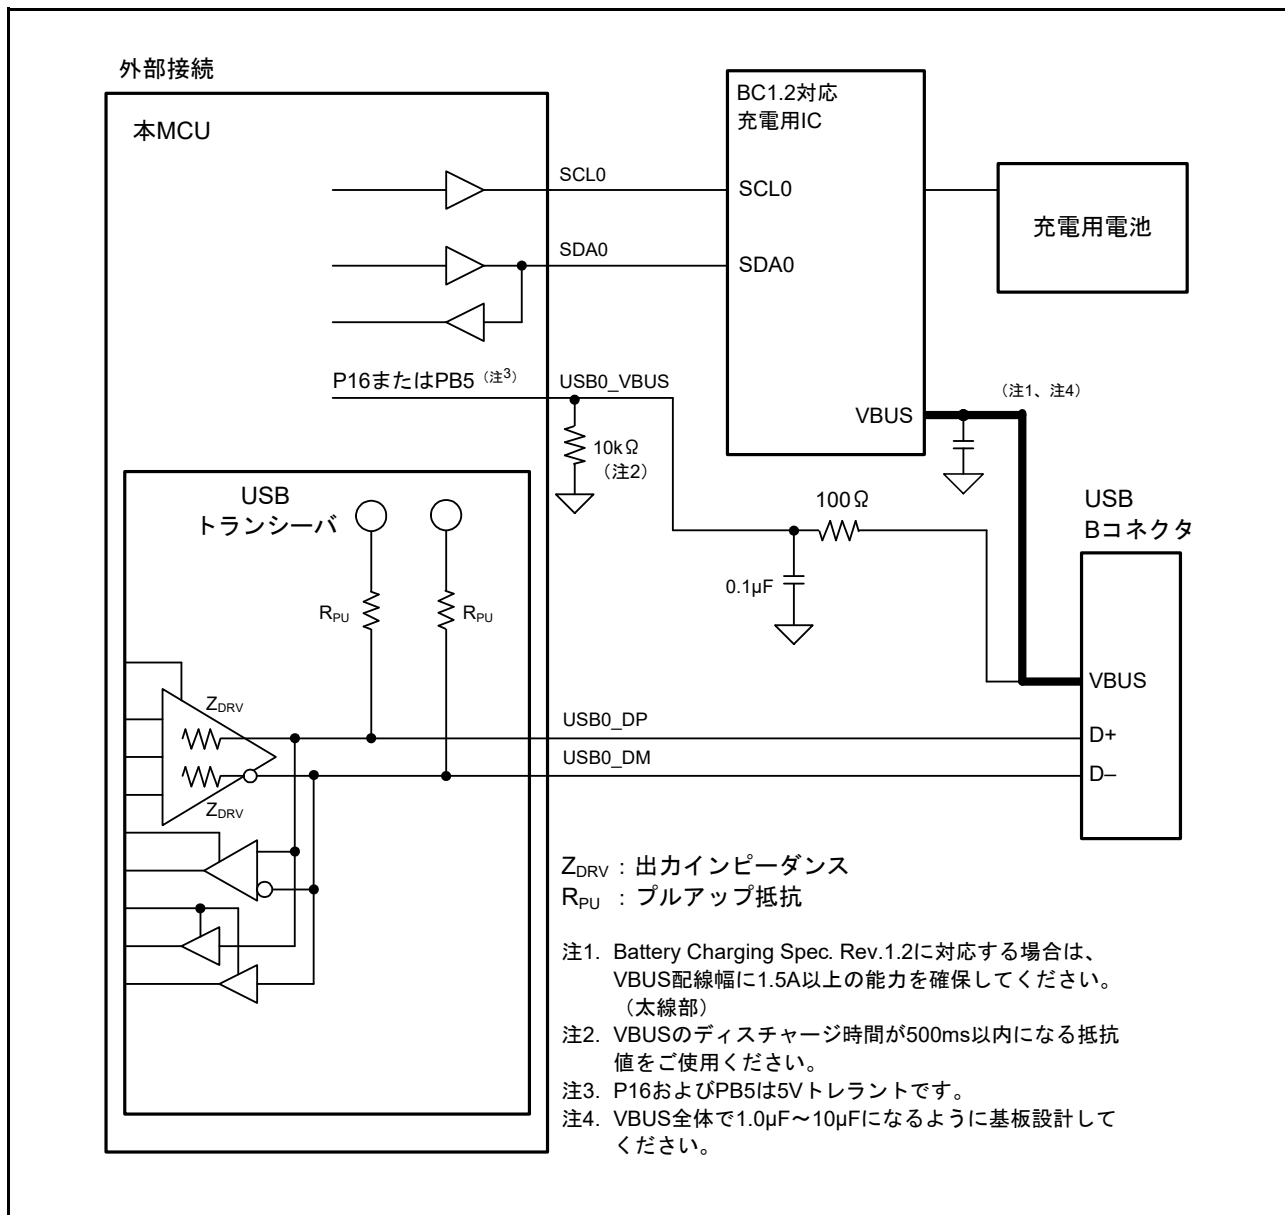 外部接続
本MCU
BC1.2対応
充電用IC
SCL0
SCL0
充電用電池
SDA0
SDA0
P16またはPB5（注3）
USB0_VBUS
（注1、注4）
VBUS
10kΩ
（注2）
USB
トランシーバ
100Ω
USB
Bコネクタ
0.1µF
RPU
RPU
VBUS
ZDRV
USB0_DP
D+
USB0_DM
D–
ZDRV
ZDRV : 出力インピーダンス
RPU : プルアップ抵抗
注1. Battery Charging Spec. Rev.1.2に対応する場合は、
VBUS配線幅に1.5A以上の能力を確保してください。
（太線部）
注2. VBUSのディスチャージ時間が500ms以内になる抵抗
値をご使用ください。
注3. P16およびPB5は5Vトレラントです。
注4. VBUS全体で1.0µF～10µFになるように基板設計して
ください。